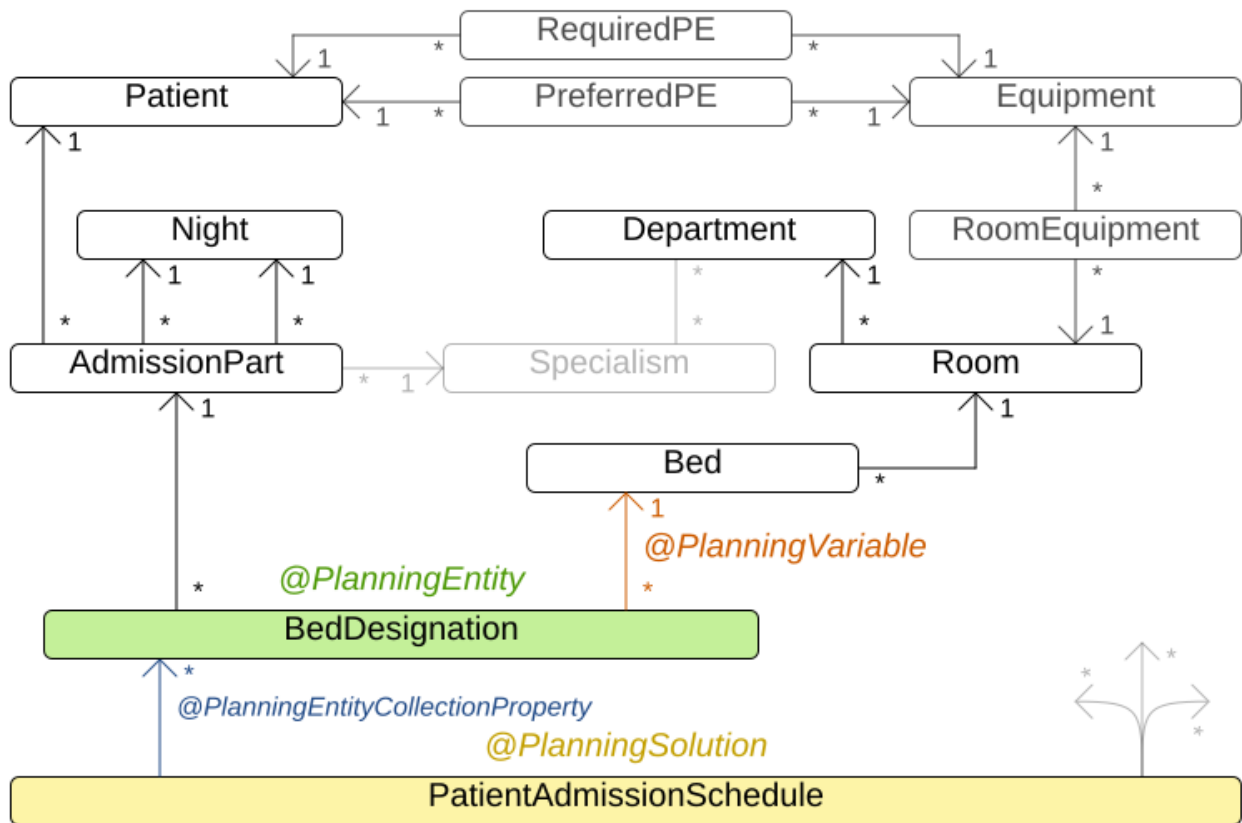 RequiredPE
* *
1 1
Patient PreferredPE Equipment
1 * * 1
1 1
*
Night Department RoomEquipment
1 1 * 1 *
* * * * * 1
AdmissionPart Specialism Room
* 1
1 1
Bed
*
1
@PlanningVariable
@PlanningEntity
* *
BedDesignation
* * *
@PlanningEntityCollectionProperty
*
@PlanningSolution
PatientAdmissionSchedule